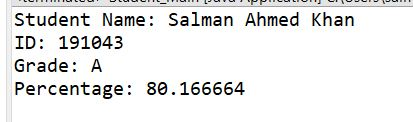 Student Name: Salman Ahmed Khan
ID: 191043
Grade: A
Percentage: 80.166664